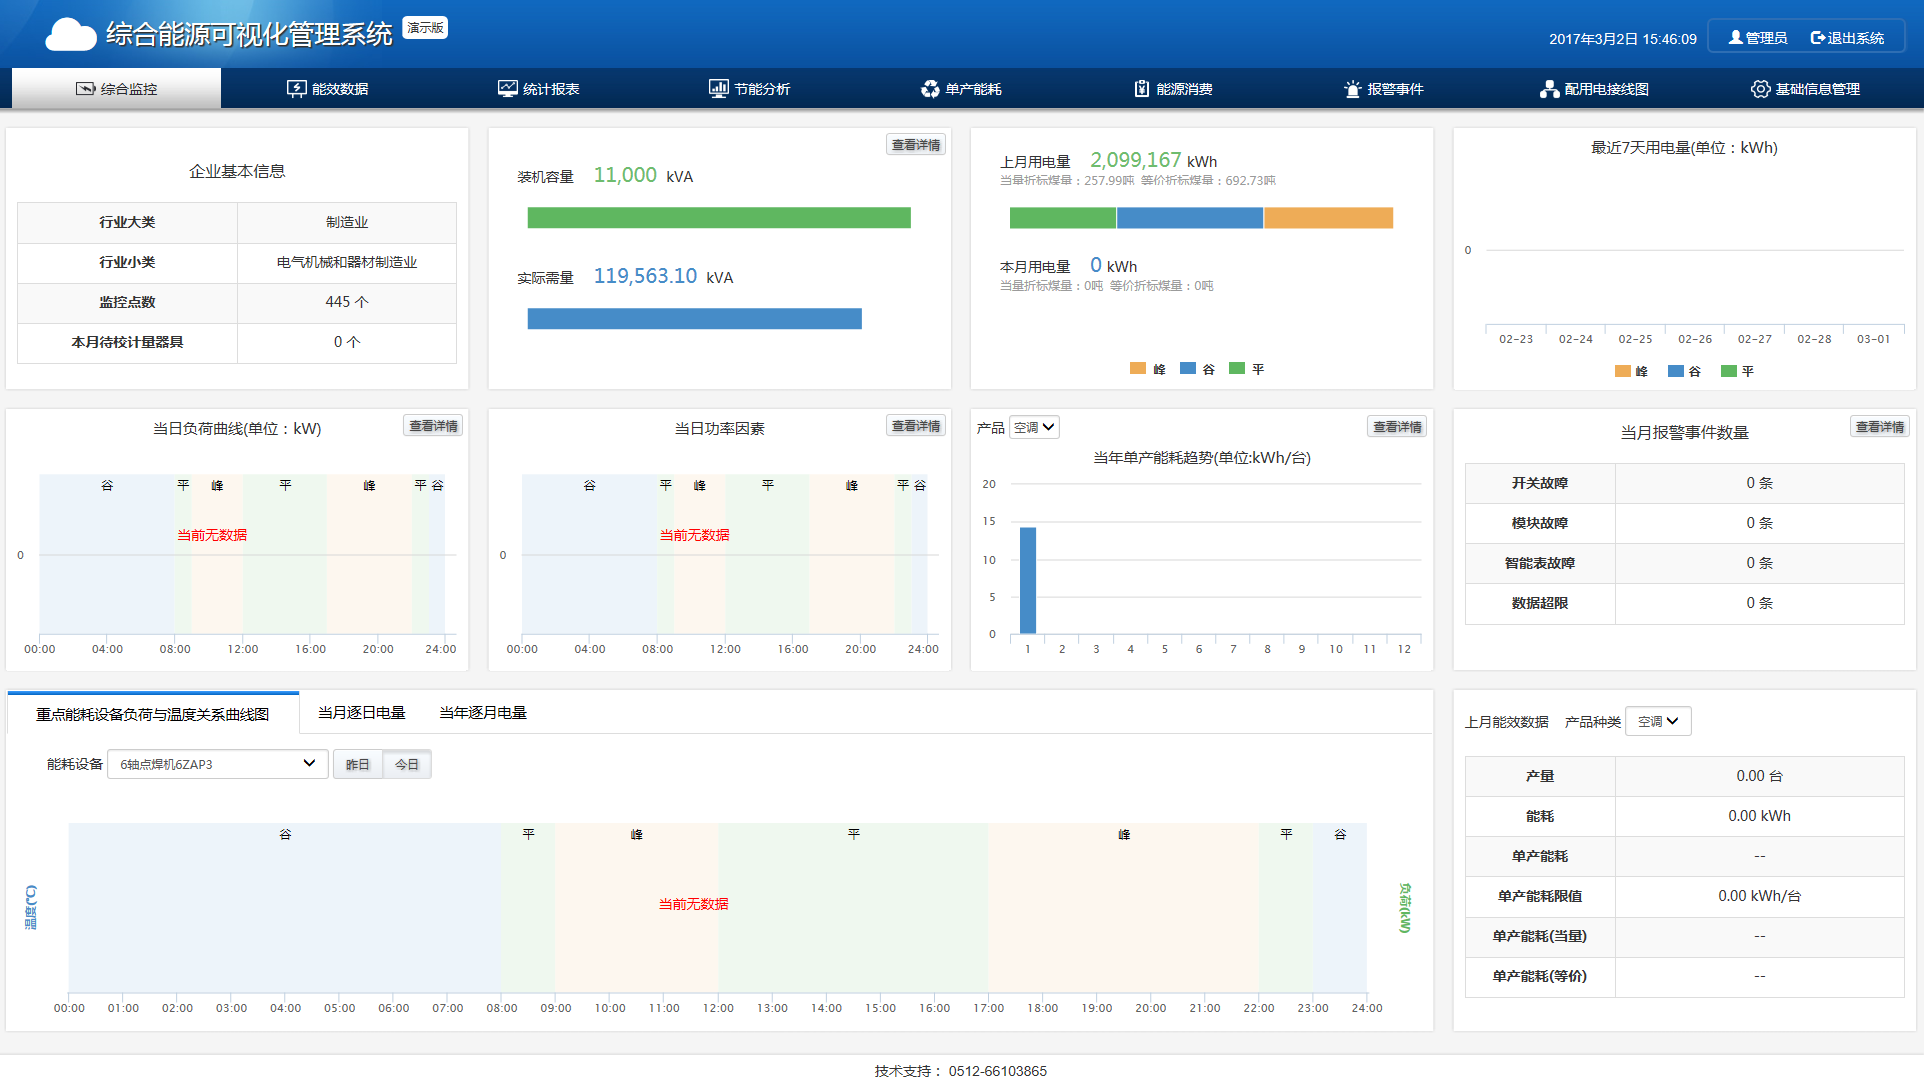 综合能源可视化管理系统 演示版
2017年3月2日 15:46:09 管理员 退出系统
综合监控 能效数据 统计报表 节能分析 单产能耗 能源消费 报警事件 配用电接线图 基础信息管理
企业基本信息
行业大类 制造业
行业小类 电气机械和器材制造业
监控点数 445 个
本月待校计量器具 0 个
查看详情
装机容量 11,000 kVA
实际需量 119,563.10 kVA
上月用电量 2,099,167 kWh
当量折标煤量：257.99吨 等价折标煤量：692.73吨
本月用电量 0 kWh
当量折标煤量：0吨 等价折标煤量：0吨
峰 谷 平
最近7天用电量(单位：kWh)
0
02-23 02-24 02-25 02-26 02-27 02-28 03-01
峰 谷 平
当日负荷曲线(单位：kW) 查看详情
谷 平 峰 平 峰 平 谷
当前无数据
0
00:00 04:00 08:00 12:00 16:00 20:00 24:00
当日功率因素 查看详情
谷 平 峰 平 峰 平 谷
当前无数据
0
00:00 04:00 08:00 12:00 16:00 20:00 24:00
产品 空调 查看详情
当年单产能耗趋势(单位:kWh/台)
20
15
10
5
0
1 2 3 4 5 6 7 8 9 10 11 12
当月报警事件数量 查看详情
开关故障 0 条
模块故障 0 条
智能表故障 0 条
数据超限 0 条
重点能耗设备负荷与温度关系曲线图 当月逐日电量 当年逐月电量
能耗设备 6轴点焊机6ZAP3 昨日 今日
谷 平 峰 平 峰 平 谷
温度(℃)
当前无数据
负荷(kW)
00:00 01:00 02:00 03:00 04:00 05:00 06:00 07:00 08:00 09:00 10:00 11:00 12:00 13:00 14:00 15:00 16:00 17:00 18:00 19:00 20:00 21:00 22:00 23:00 24:00
上月能效数据 产品种类 空调
产量 0.00 台
能耗 0.00 kWh
单产能耗 --
单产能耗限值 0.00 kWh/台
单产能耗(当量) --
单产能耗(等价) --
技术支持： 0512-66103865